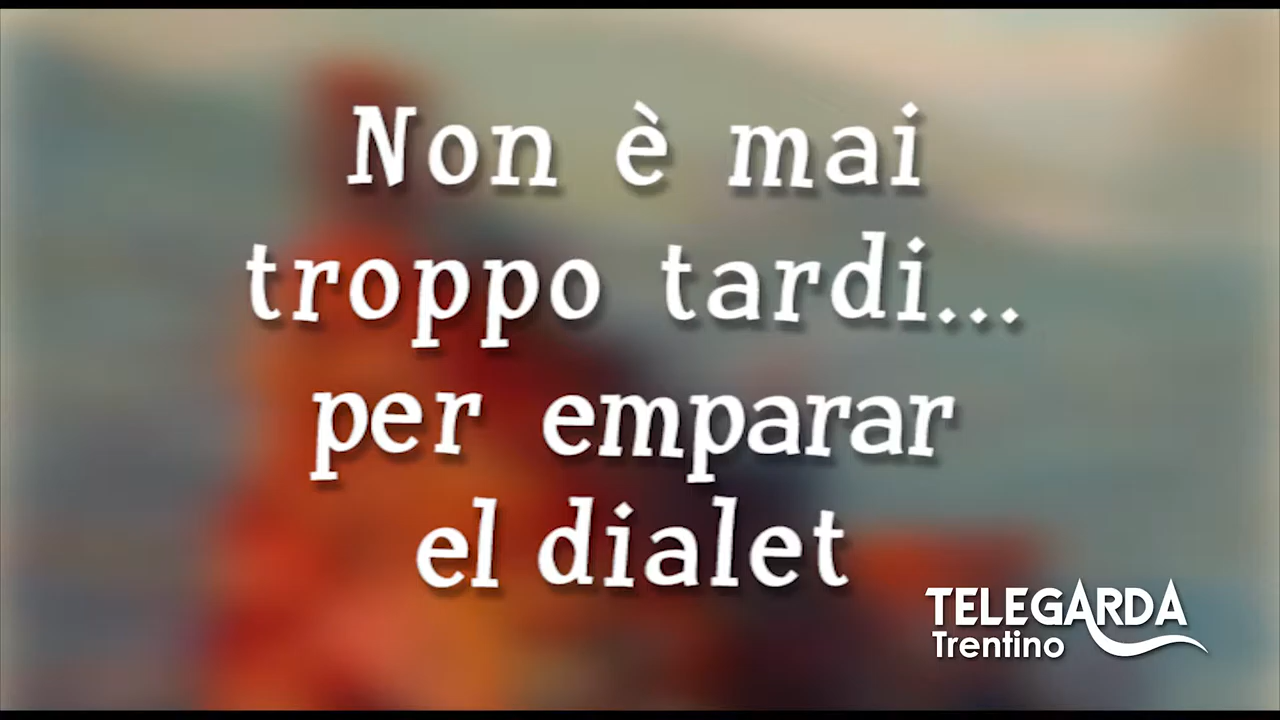 Non è mai
troppo tardi...
per emparar
el dialet
TELEGARDA
Trentino